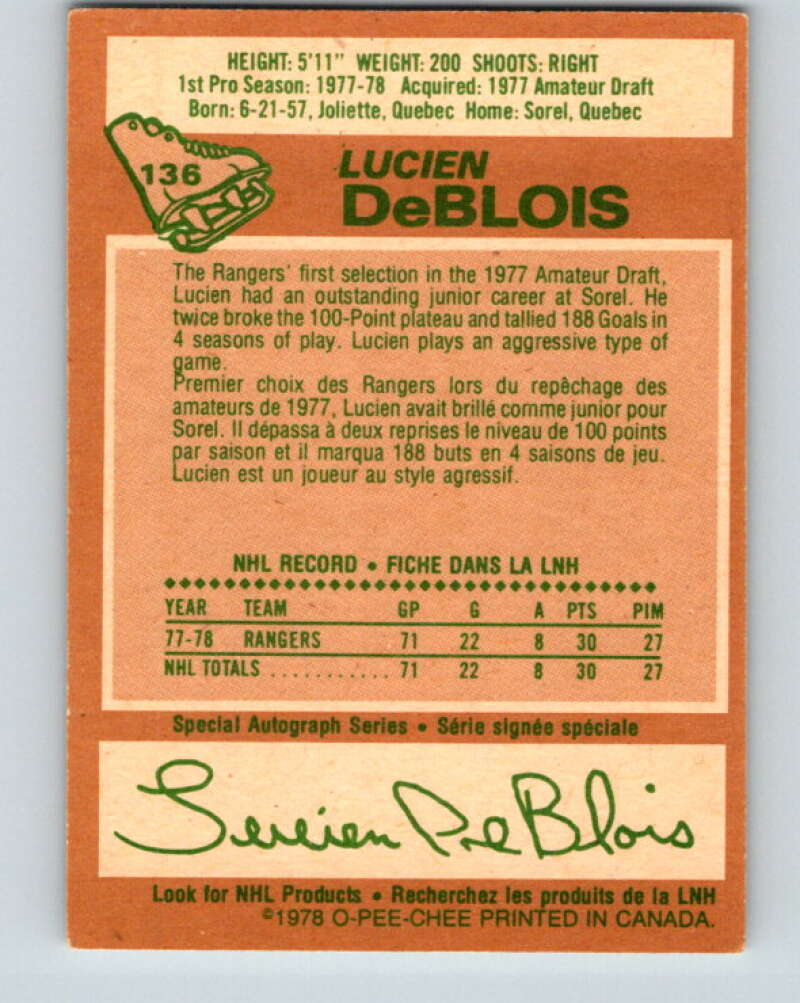 HEIGHT: 5'11" WEIGHT: 200 SHOOTS: RIGHT
1st Pro Season: 1977-78 Acquired: 1977 Amateur Draft
Born: 6-21-57, Joliette, Quebec Home: Sorel, Quebec
136
LUCIEN
DeBLOIS
The Rangers' first selection in the 1977 Amateur Draft,
Lucien had an outstanding junior career at Sorel. He
twice broke the 100-Point plateau and tallied 188 Goals in
4 seasons of play. Lucien plays an aggressive type of
game.
Premier choix des Rangers lors du repêchage des
amateurs de 1977, Lucien avait brillé comme junior pour
Sorel. Il dépassa à deux reprises le niveau de 100 points
par saison et il marqua 188 buts en 4 saisons de jeu.
Lucien est un joueur au style agressif.
NHL RECORD • FICHE DANS LA LNH
YEAR TEAM GP G A PTS PIM
77-78 RANGERS 71 22 8 30 27
NHL TOTALS ............ 71 22 8 30 27
Special Autograph Series • Série signée spéciale
Lucien DeBlois
Look for NHL Products • Recherchez les produits de la LNH
©1978 O-PEE-CHEE PRINTED IN CANADA.